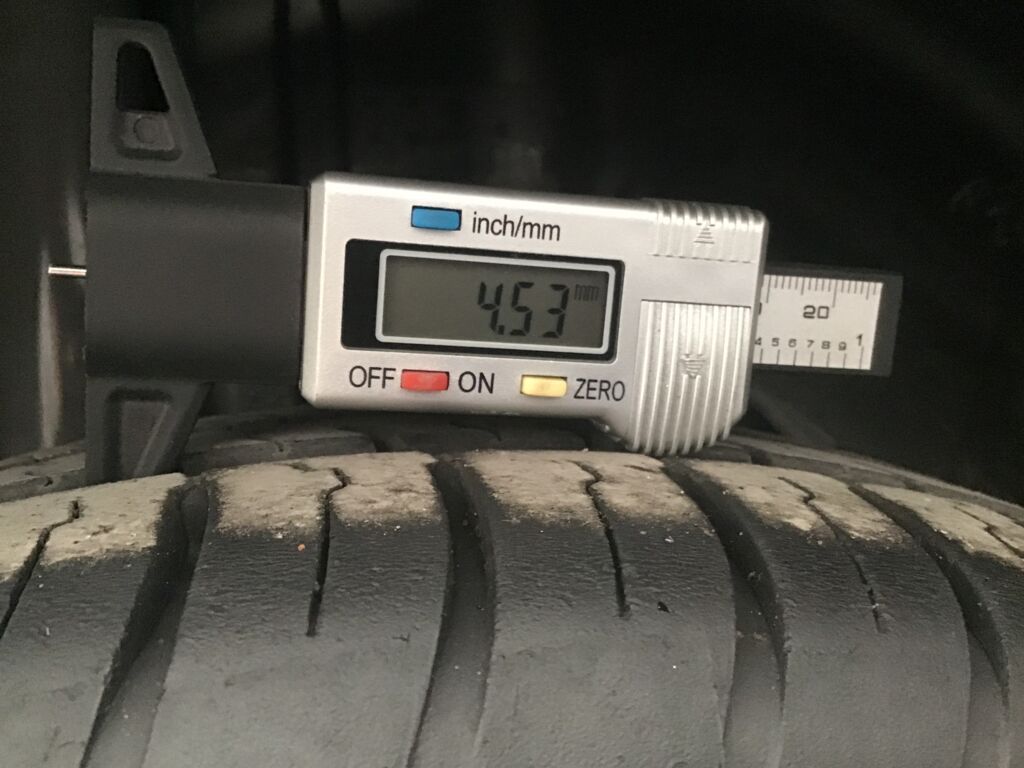 inch/mm
4.53 mm
OFF ON ZERO
20
4 5 6 7 8 9 1